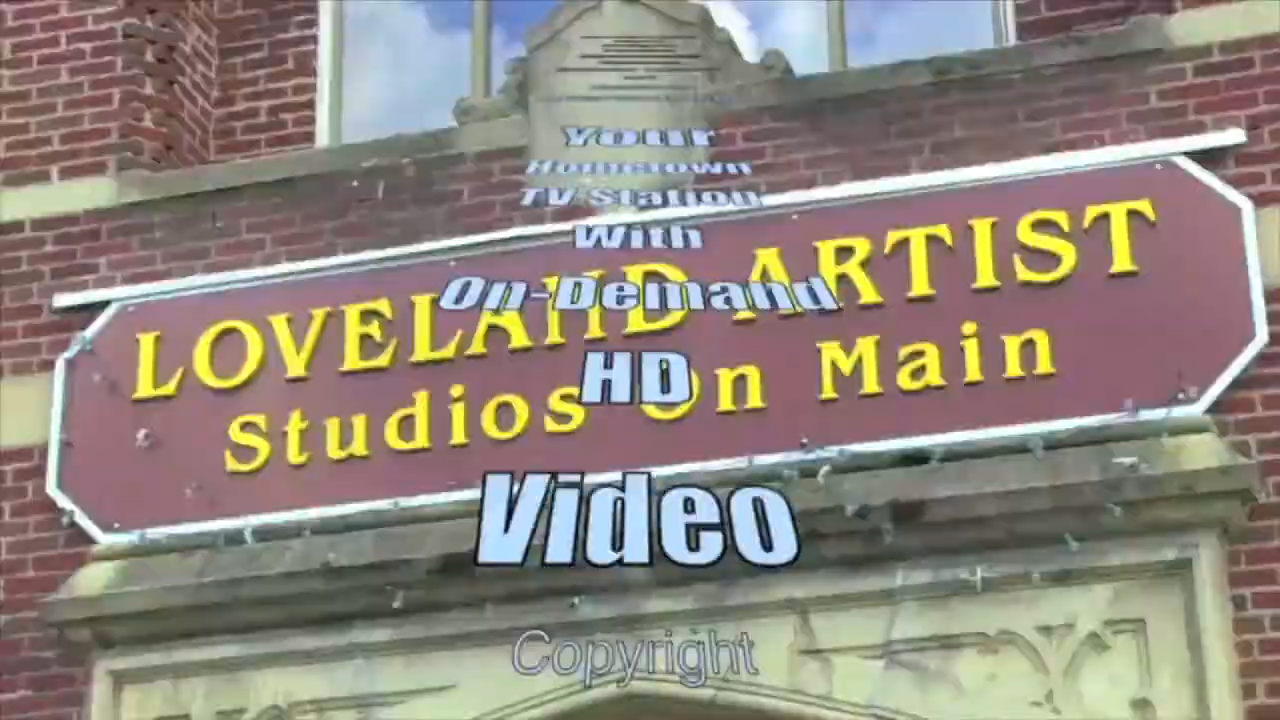 Your
Hometown
TV Station
With
On-Demand
HD
Video
LOVELAND ARTIST
Studios On Main
Copyright